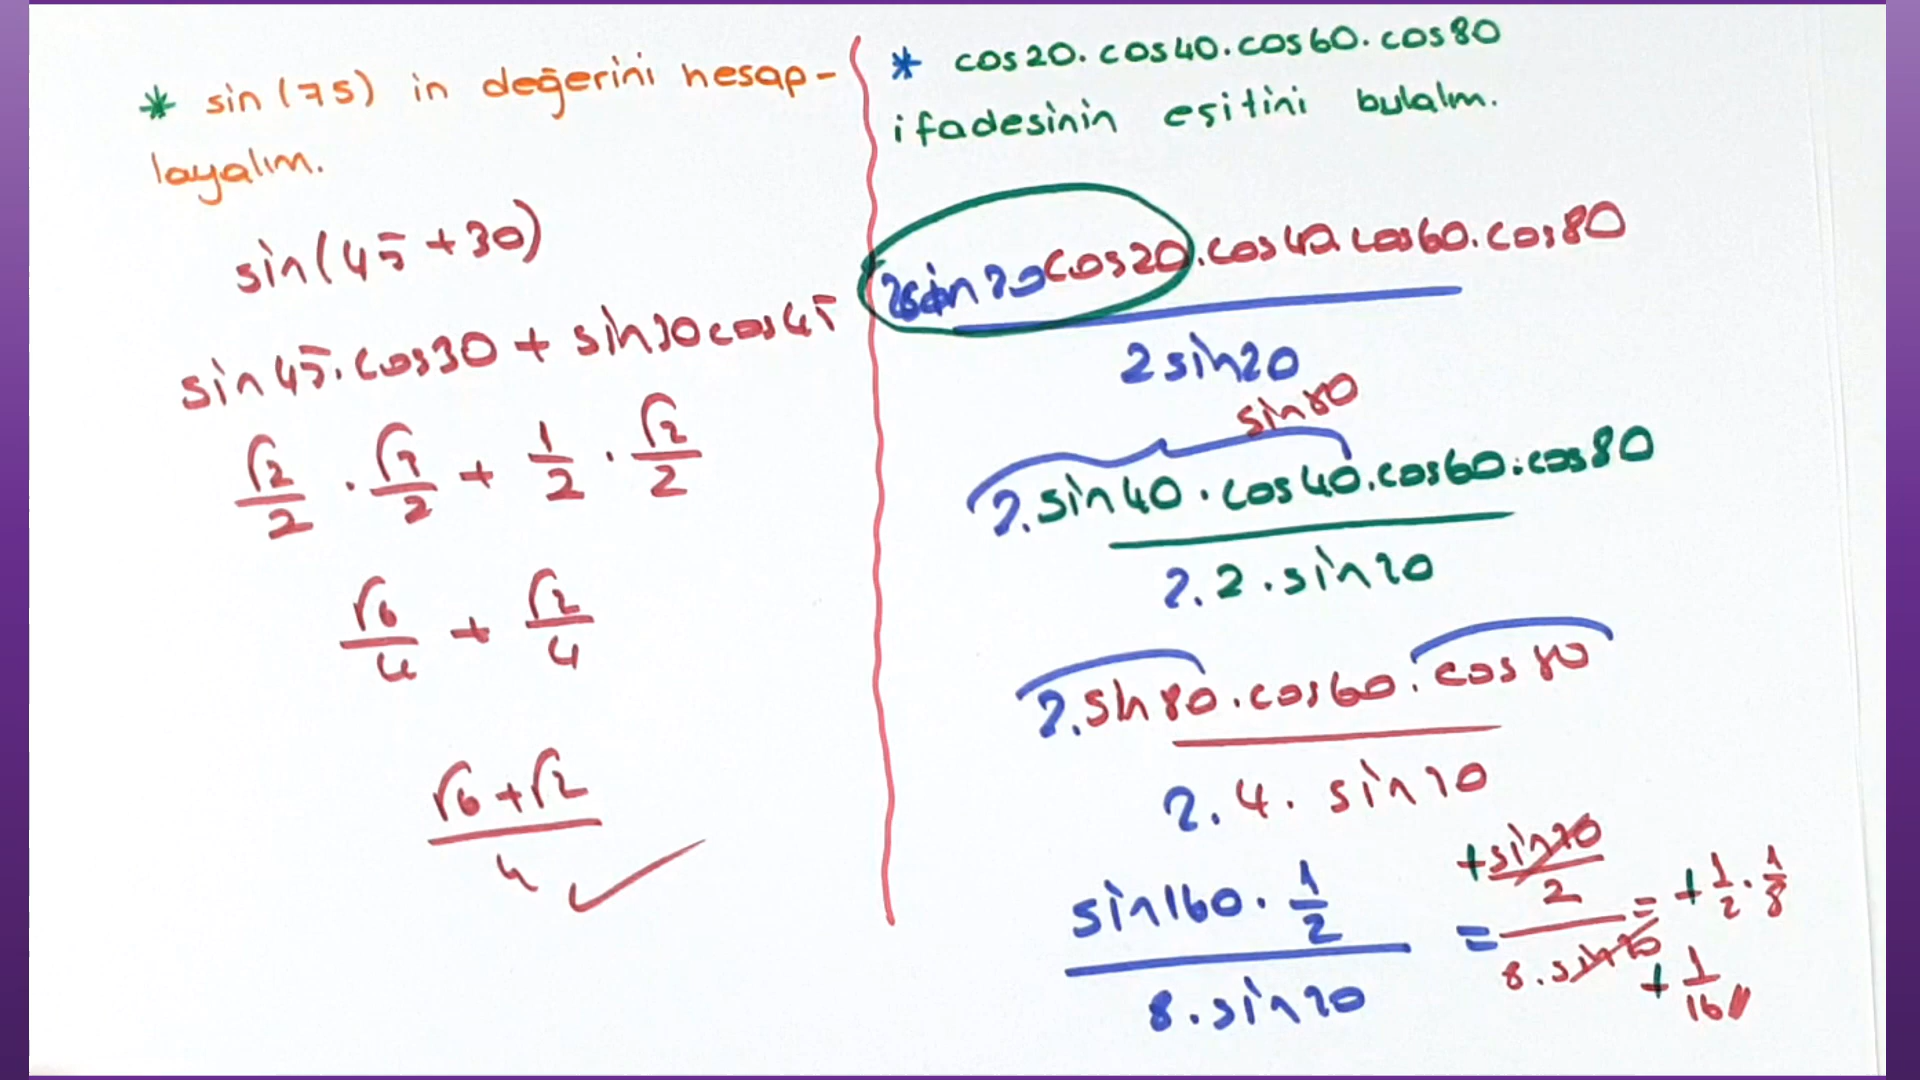 * sin(75) in değerini hesap-
layalım.
sin(45+30)
sin45.cos30 + sin30cos45
√2/2 . √3/2 + 1/2 . √2/2
√6/4 + √2/4
√6+√2/4
* cos20.cos40.cos60.cos80
ifadesinin eşitini bulalım.
2sin20cos20.cos40.cos60.cos80
2sin20
sin80
2.sin40.cos40.cos60.cos80
2.2.sin20
2.sin80.cos60.cos80
2.4.sin20
sin160.1/2 / 8.sin20 = +sin20/2 / 8.sin20 = +1/2.1/8
+1/16